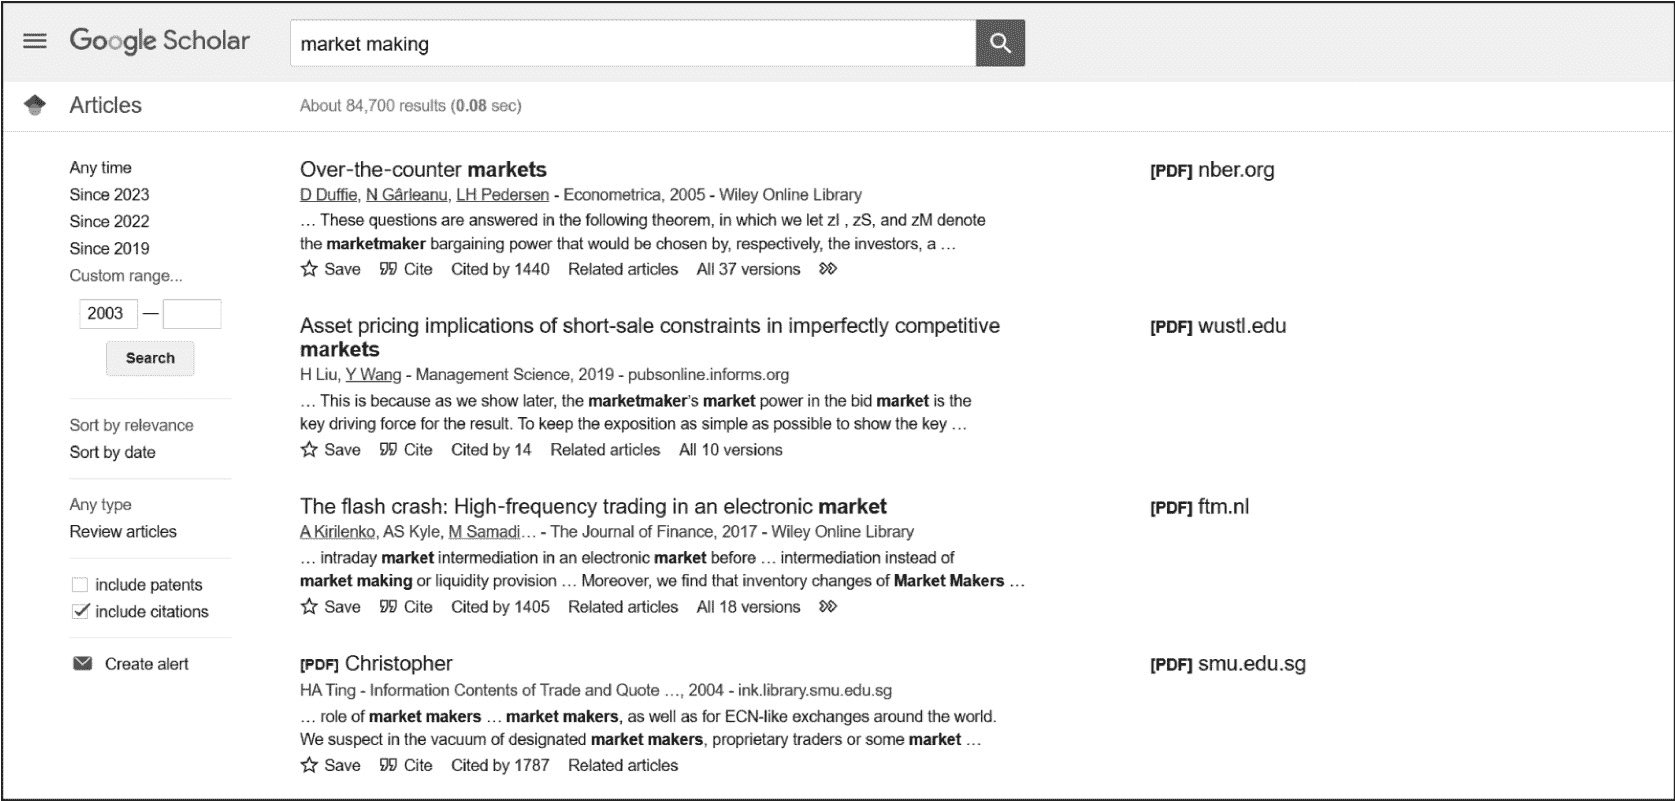 Google Scholar
market making
Articles
About 84,700 results (0.08 sec)
Any time
Since 2023
Since 2022
Since 2019
Custom range...
2003 —
Search
Sort by relevance
Sort by date
Any type
Review articles
include patents
include citations
Create alert
Over-the-counter markets
D Duffie, N Gârleanu, LH Pedersen - Econometrica, 2005 - Wiley Online Library
… These questions are answered in the following theorem, in which we let zI , zS, and zM denote
the marketmaker bargaining power that would be chosen by, respectively, the investors, a …
Save Cite Cited by 1440 Related articles All 37 versions
[PDF] nber.org
Asset pricing implications of short-sale constraints in imperfectly competitive
markets
H Liu, Y Wang - Management Science, 2019 - pubsonline.informs.org
… This is because as we show later, the marketmaker's market power in the bid market is the
key driving force for the result. To keep the exposition as simple as possible to show the key …
Save Cite Cited by 14 Related articles All 10 versions
[PDF] wustl.edu
The flash crash: High-frequency trading in an electronic market
A Kirilenko, AS Kyle, M Samadi… - The Journal of Finance, 2017 - Wiley Online Library
… intraday market intermediation in an electronic market before … intermediation instead of
market making or liquidity provision … Moreover, we find that inventory changes of Market Makers …
Save Cite Cited by 1405 Related articles All 18 versions
[PDF] ftm.nl
[PDF] Christopher
HA Ting - Information Contents of Trade and Quote …, 2004 - ink.library.smu.edu.sg
… role of market makers … market makers, as well as for ECN-like exchanges around the world.
We suspect in the vacuum of designated market makers, proprietary traders or some market …
Save Cite Cited by 1787 Related articles
[PDF] smu.edu.sg